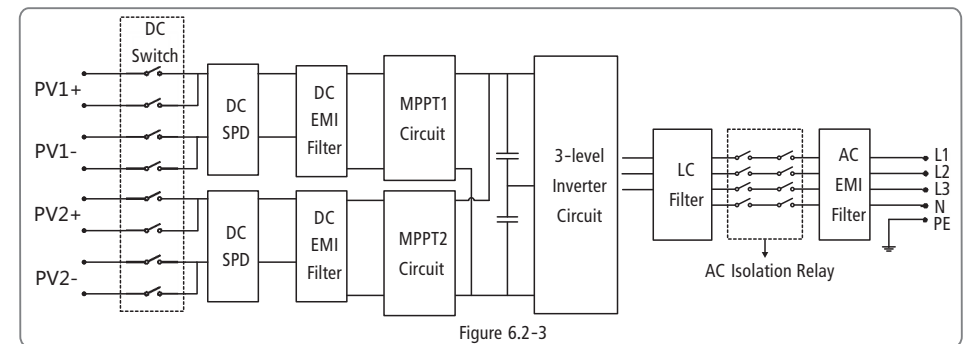 DC
Switch
PV1+
PV1-
PV2+
PV2-
DC
SPD
DC
SPD
DC
EMI
Filter
DC
EMI
Filter
MPPT1
Circuit
MPPT2
Circuit
3-level
Inverter
Circuit
LC
Filter
AC Isolation Relay
AC
EMI
Filter
L1
L2
L3
N
PE
Figure 6.2-3